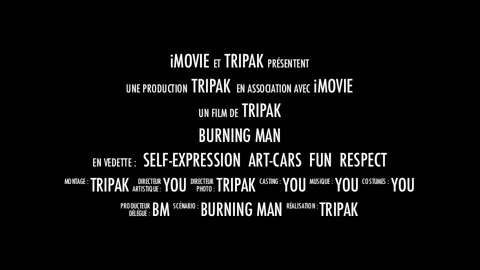 iMOVIE ET TRIPAK PRÉSENTENT
UNE PRODUCTION TRIPAK EN ASSOCIATION AVEC iMOVIE
UN FILM DE TRIPAK
BURNING MAN
EN VEDETTE : SELF-EXPRESSION ART-CARS FUN RESPECT
MONTAGE : TRIPAK DIRECTEUR ARTISTIQUE : YOU DIRECTEUR PHOTO : TRIPAK CASTING : YOU MUSIQUE : YOU COSTUMES : YOU
PRODUCTEUR DÉLÉGUÉ : BM SCÉNARIO : BURNING MAN RÉALISATION : TRIPAK